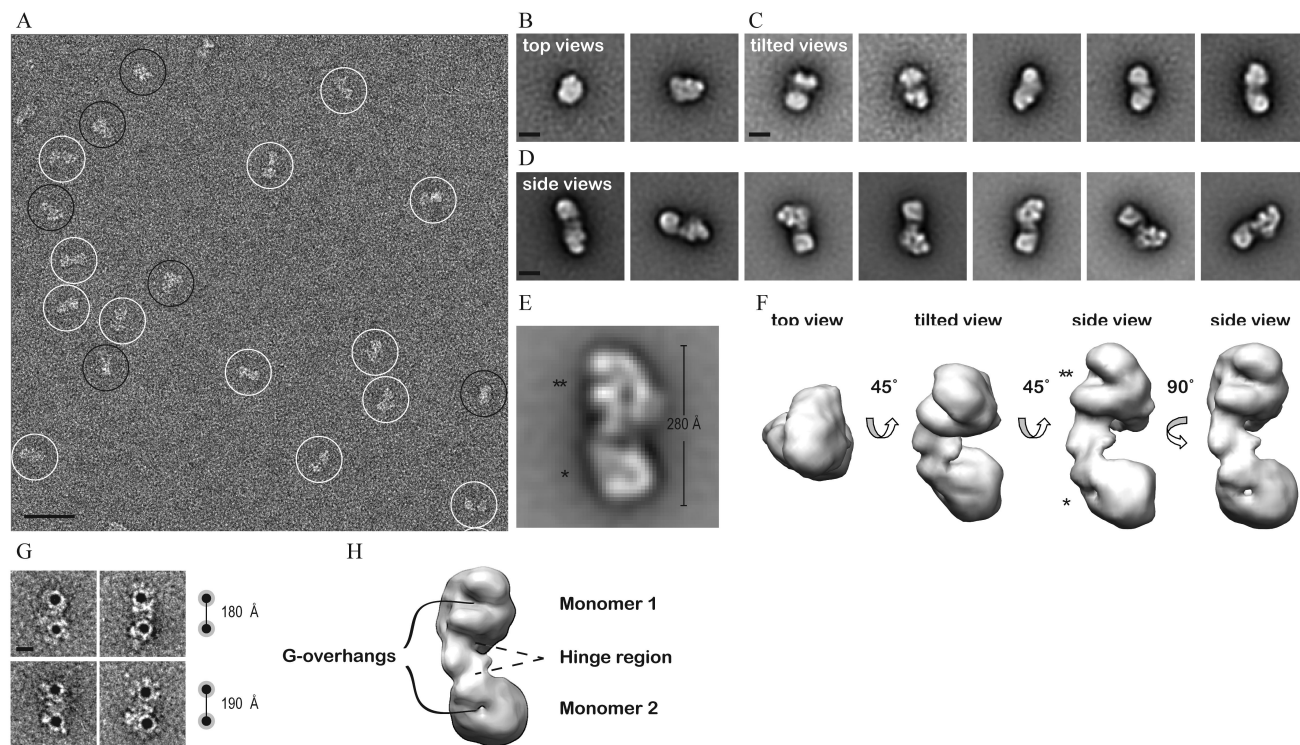 A
B
C
top views
tilted views
D
side views
E
**
280 Å
*
F
top view
tilted view
side view
side view
45°
45°
90°
**
*
G
180 Å
190 Å
H
G-overhangs
Monomer 1
Hinge region
Monomer 2